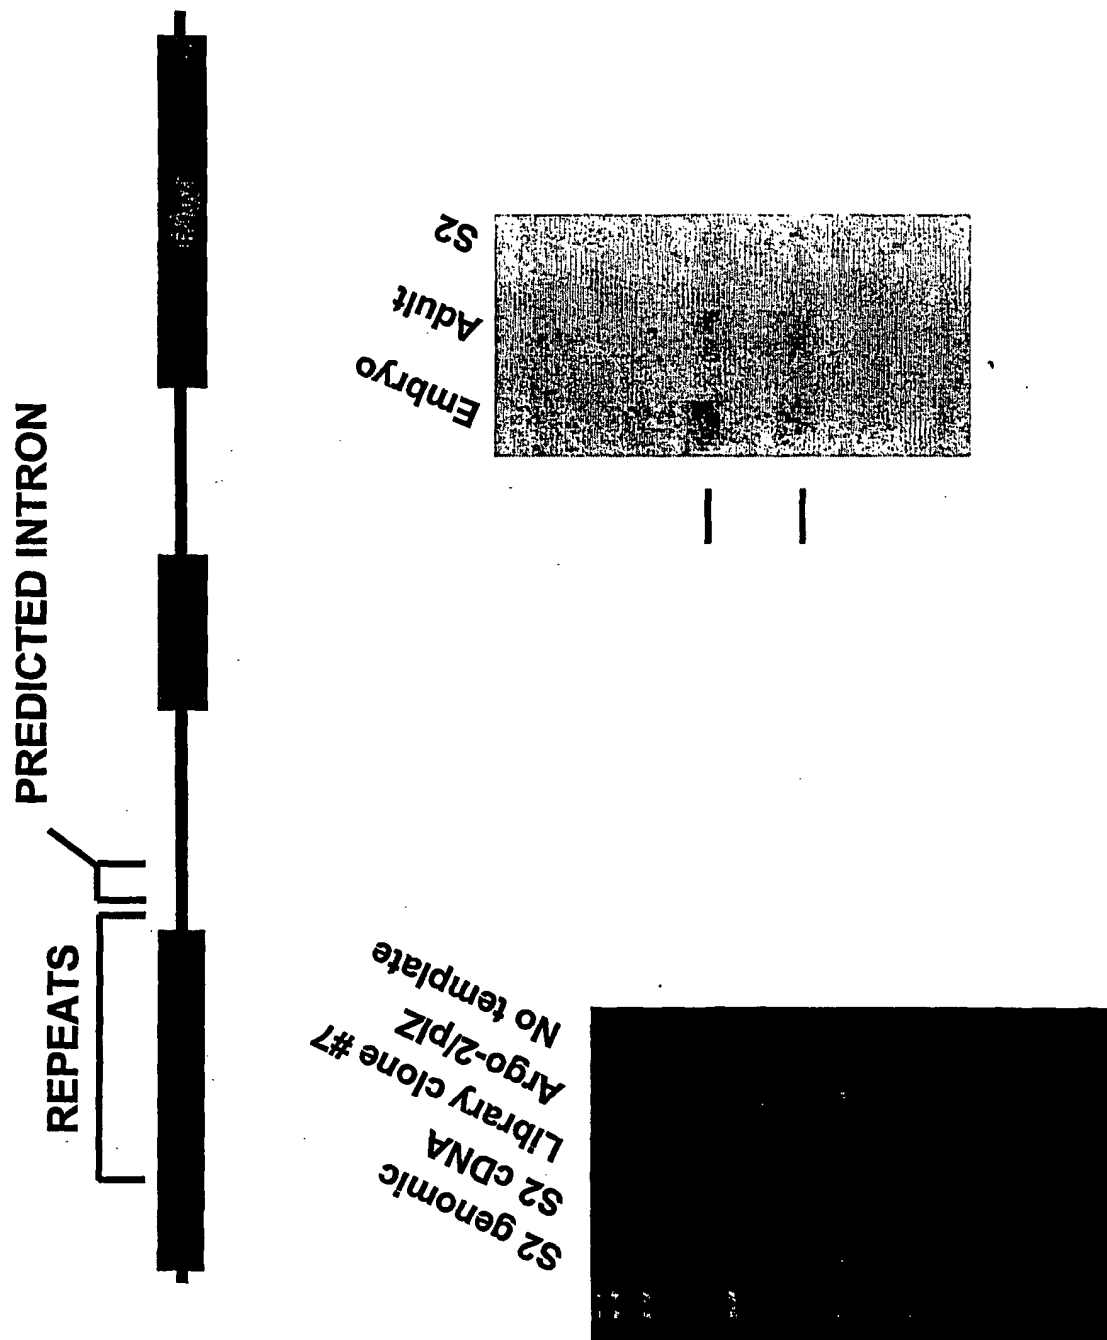 REPEATS
PREDICTED INTRON
S2 genomic
S2 cDNA
Library clone #7
Argo-2/pIZ
No template
Embryo
Adult
S2